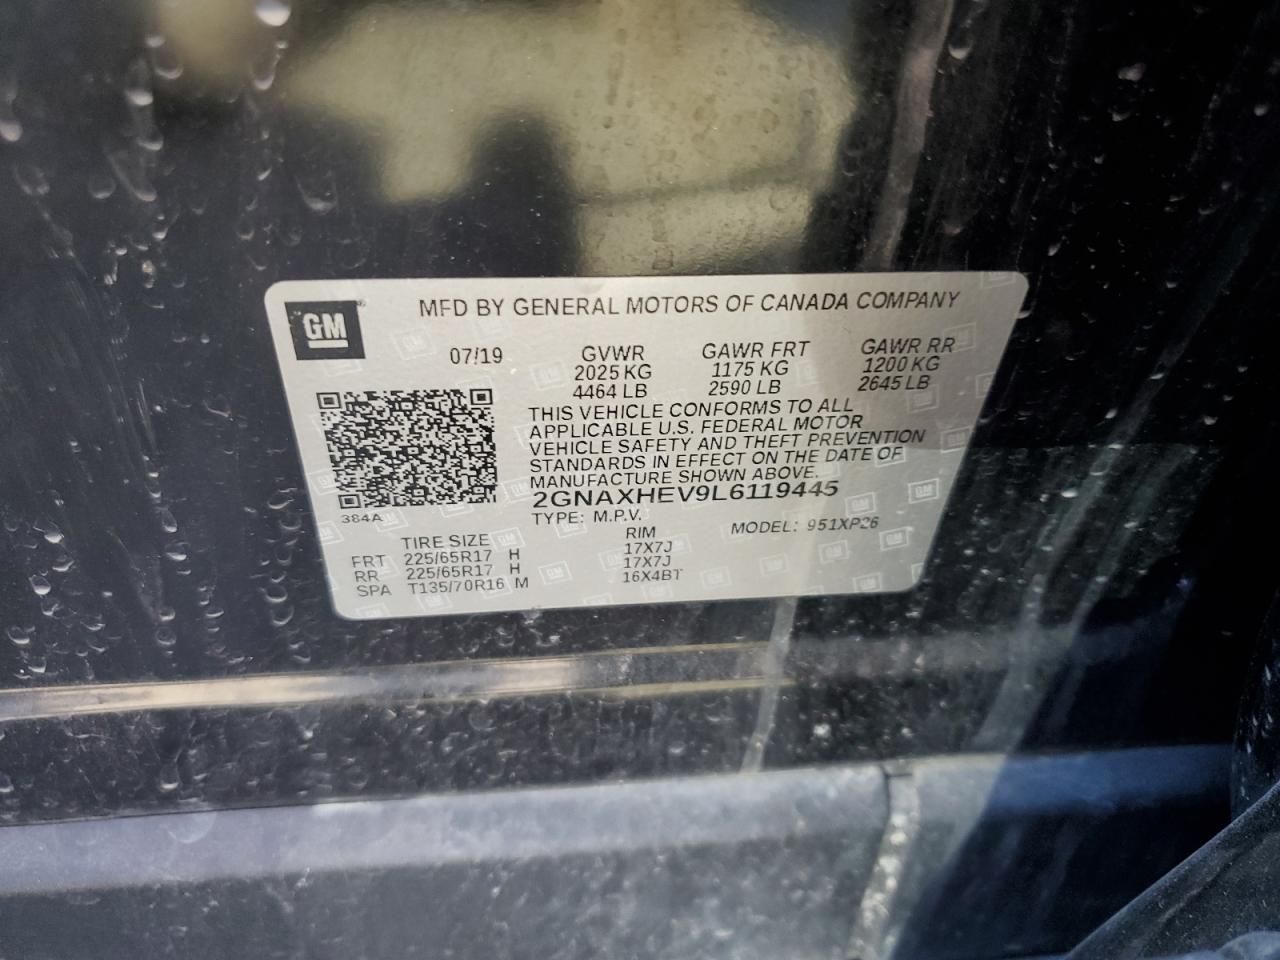 MFD BY GENERAL MOTORS OF CANADA COMPANY
GM
07/19 GVWR GAWR FRT GAWR RR
2025 KG 1175 KG 1200 KG
4464 LB 2590 LB 2645 LB
THIS VEHICLE CONFORMS TO ALL
APPLICABLE U.S. FEDERAL MOTOR
VEHICLE SAFETY AND THEFT PREVENTION
STANDARDS IN EFFECT ON THE DATE OF
MANUFACTURE SHOWN ABOVE.
2GNAXHEV9L6119445
384A
TYPE: M.P.V. MODEL: 951XP26
TIRE SIZE RIM
FRT 225/65R17 H 17X7J
RR 225/65R17 H 17X7J
SPA T135/70R16 M 16X4BT